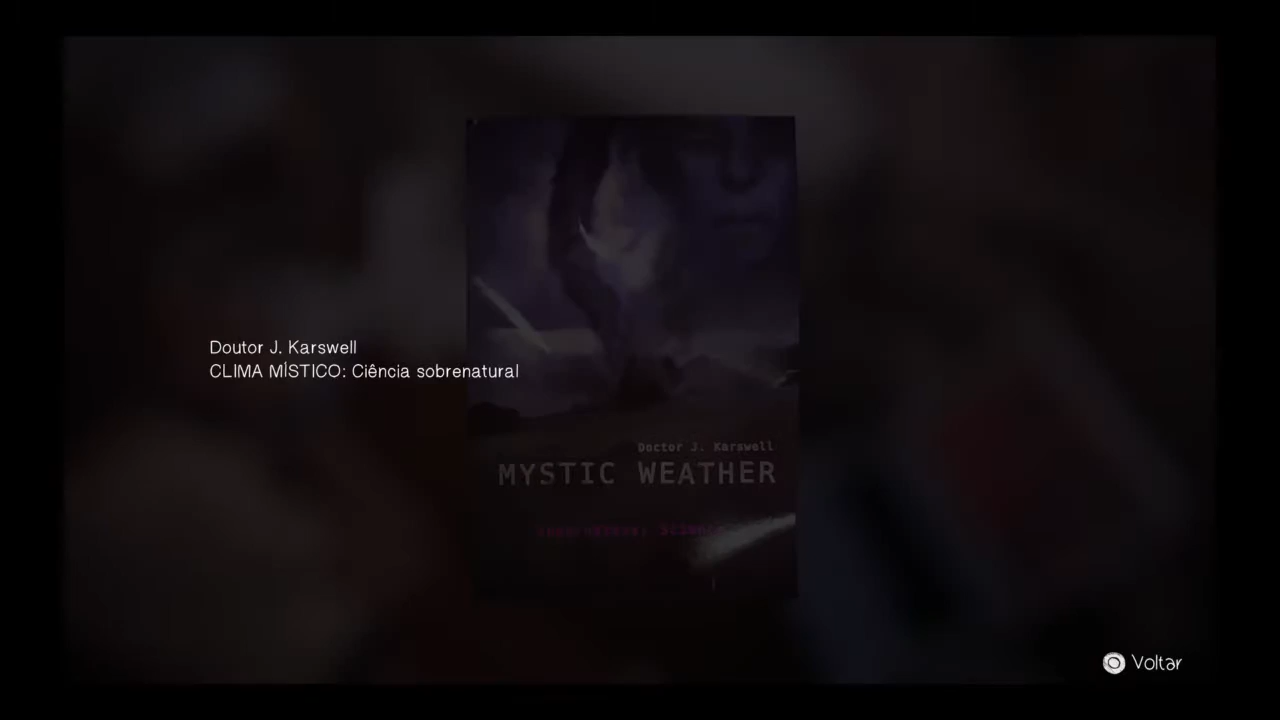 Doutor J. Karswell
CLIMA MÍSTICO: Ciência sobrenatural
Doctor J. Karswell
MYSTIC WEATHER
Voltar